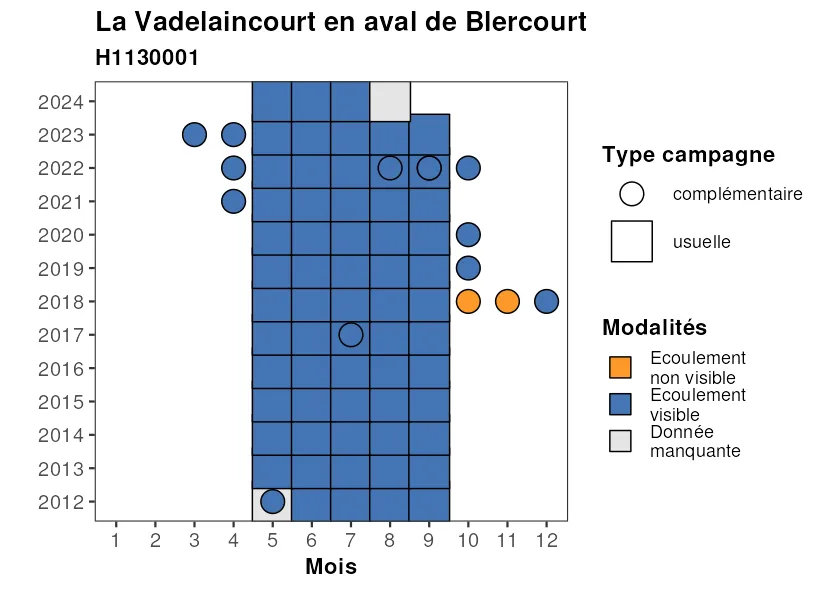 La Vadelaincourt en aval de Blercourt
H1130001
2024
2023
2022
2021
2020
2019
2018
2017
2016
2015
2014
2013
2012
1 2 3 4 5 6 7 8 9 10 11 12
Mois
Type campagne
complémentaire
usuelle
Modalités
Ecoulement
non visible
Ecoulement
visible
Donnée
manquante